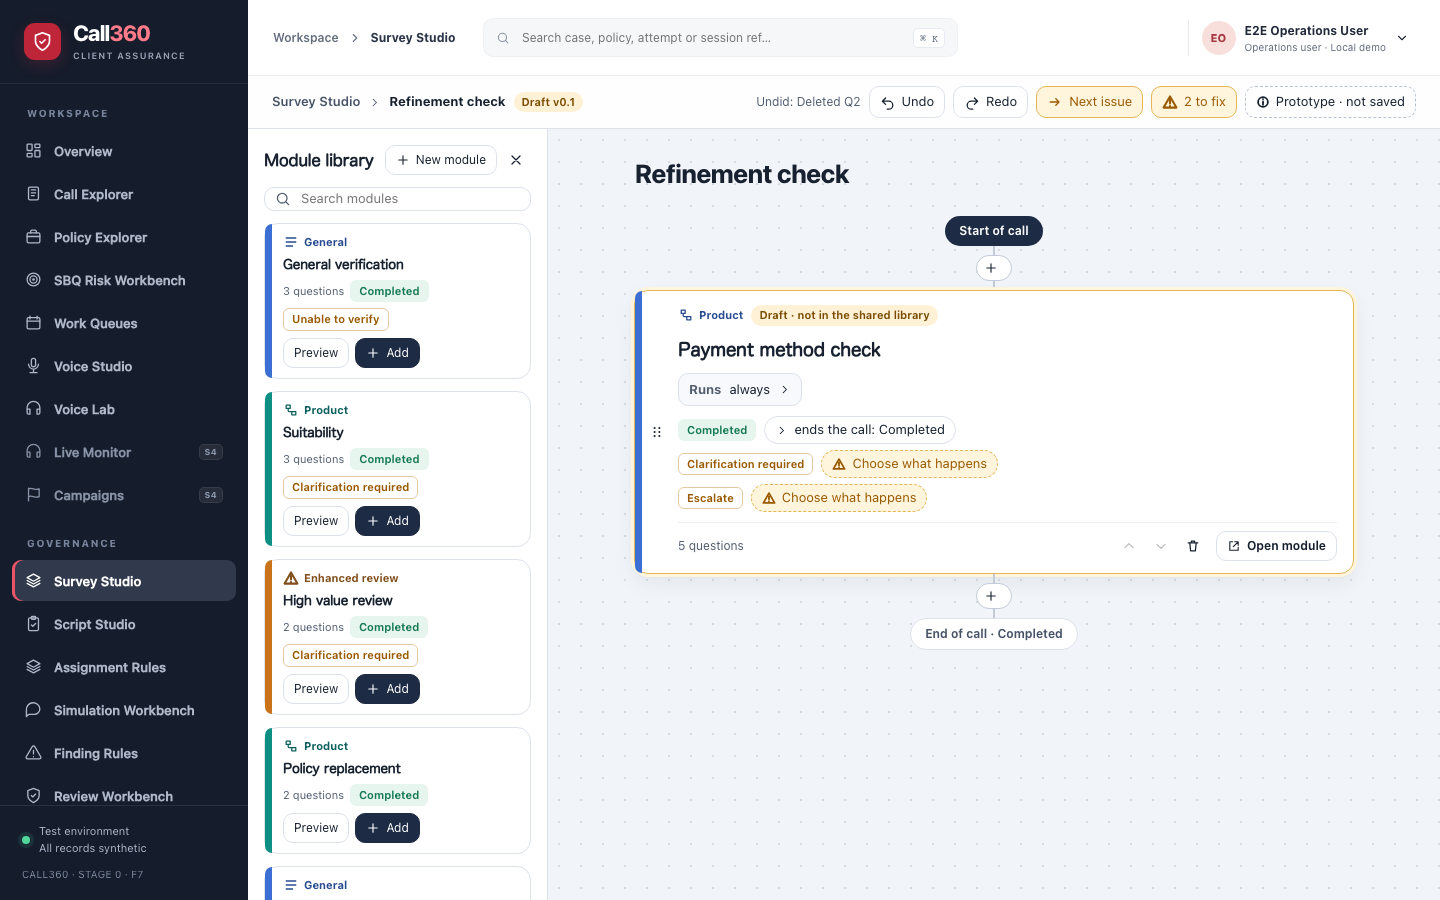 Call360
CLIENT ASSURANCE
WORKSPACE
Overview
Call Explorer
Policy Explorer
SBQ Risk Workbench
Work Queues
Voice Studio
Voice Lab
Live Monitor S4
Campaigns S4
GOVERNANCE
Survey Studio
Script Studio
Assignment Rules
Simulation Workbench
Finding Rules
Review Workbench
Test environment
All records synthetic
CALL360 · STAGE 0 · F7
Workspace > Survey Studio
Search case, policy, attempt or session ref...
⌘ K
EO
E2E Operations User
Operations user · Local demo
Survey Studio > Refinement check Draft v0.1
Undid: Deleted Q2
Undo
Redo
Next issue
2 to fix
Prototype · not saved
Module library
New module
Search modules
General
General verification
3 questions Completed
Unable to verify
Preview + Add
Product
Suitability
3 questions Completed
Clarification required
Preview + Add
Enhanced review
High value review
2 questions Completed
Clarification required
Preview + Add
Product
Policy replacement
2 questions Completed
Preview + Add
General
Refinement check
Start of call
Product Draft · not in the shared library
Payment method check
Runs always
Completed ends the call: Completed
Clarification required Choose what happens
Escalate Choose what happens
5 questions
Open module
End of call · Completed